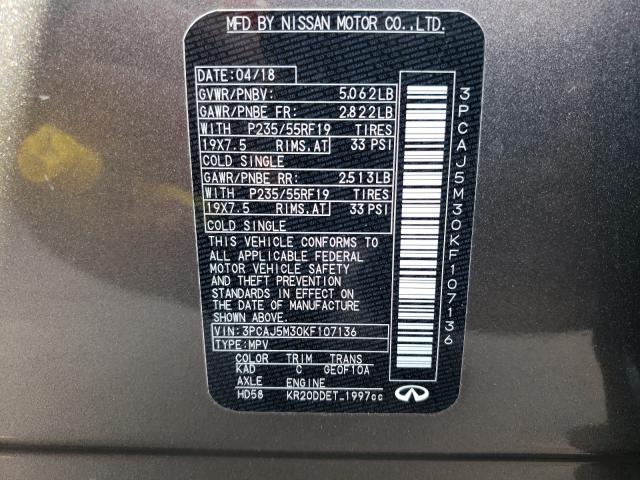 MFD BY NISSAN MOTOR CO.,LTD.
DATE: 04/18
GVWR/PNBV: 5.062LB
GAWR/PNBE FR: 2.822LB
WITH P235/55RF19 TIRES
19X7.5 RIMS.AT 33 PSI
COLD SINGLE
GAWR/PNBE RR: 2.513LB
WITH P235/55RF19 TIRES
19X7.5 RIMS.AT 33 PSI
COLD SINGLE
THIS VEHICLE CONFORMS TO
ALL APPLICABLE FEDERAL
MOTOR VEHICLE SAFETY
AND THEFT PREVENTION
STANDARDS IN EFFECT ON
THE DATE OF MANUFACTURE
SHOWN ABOVE.
VIN: 3PCAJ5M30KF107136
TYPE: MPV
COLOR TRIM TRANS
KAD C GEOF10A
AXLE ENGINE
HD58 KR20DDET_1997cc
3PCAJ5M30KF107136